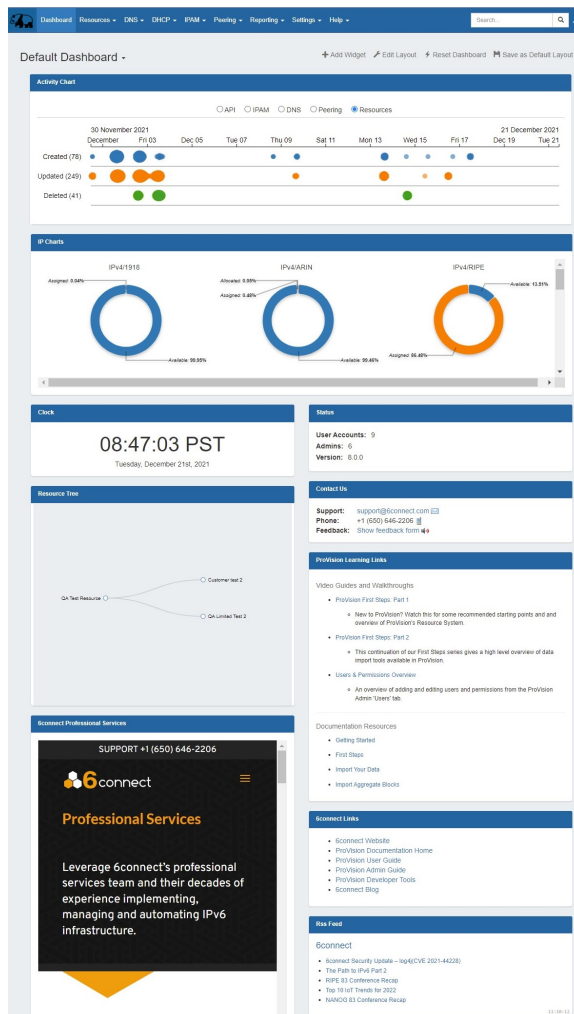 Dashboard Resources DNS DHCP IPAM Peering Reporting Settings Help Search...
Default Dashboard
Add Widget Edit Layout Reset Dashboard Save as Default Layout
Activity Chart
API IPAM DNS Peering Resources
30 November 2021 21 December 2021
December Fri 03 Dec 05 Tue 07 Thu 09 Sat 11 Mon 13 Wed 15 Fri 17 Dec 19 Tue 21
Created (78)
Updated (249)
Deleted (41)
IP Charts
IPv4/1918 IPv4/ARIN IPv4/RIPE
Assigned: 0.04%
Available: 99.95%
Allocated: 0.05%
Assigned: 0.48%
Available: 99.46%
Available: 13.51%
Assigned: 86.48%
Clock
08:47:03 PST
Tuesday, December 21st, 2021
Status
User Accounts: 9
Admins: 6
Version: 8.0.0
Resource Tree
QA Test Resource
Customer test 2
QA Limited Test 2
Contact Us
Support: support@6connect.com
Phone: +1 (650) 646-2206
Feedback: Show feedback form
ProVision Learning Links
Video Guides and Walkthroughs
ProVision First Steps: Part 1
New to ProVision? Watch this for some recommended starting points and and
overview of ProVision's Resource System.
ProVision First Steps: Part 2
This continuation of our First Steps series gives a high level overview of data
import tools available in ProVision.
Users & Permissions Overview
An overview of adding and editing users and permissions from the ProVision
Admin 'Users' tab.
Documentation Resources
Getting Started
First Steps
Import Your Data
Import Aggregate Blocks
6connect Professional Services
SUPPORT +1 (650) 646-2206
6connect
Professional Services
Leverage 6connect's professional
services team and their decades of
experience implementing,
managing and automating IPv6
infrastructure.
6connect Links
6connect Website
ProVision Documentation Home
ProVision User Guide
ProVision Admin Guide
ProVision Developer Tools
6connect Blog
Rss Feed
6connect
6connect Security Update – log4j(CVE 2021-44228)
The Path to IPv6 Part 2
RIPE 83 Conference Recap
Top 10 IoT Trends for 2022
NANOG 83 Conference Recap